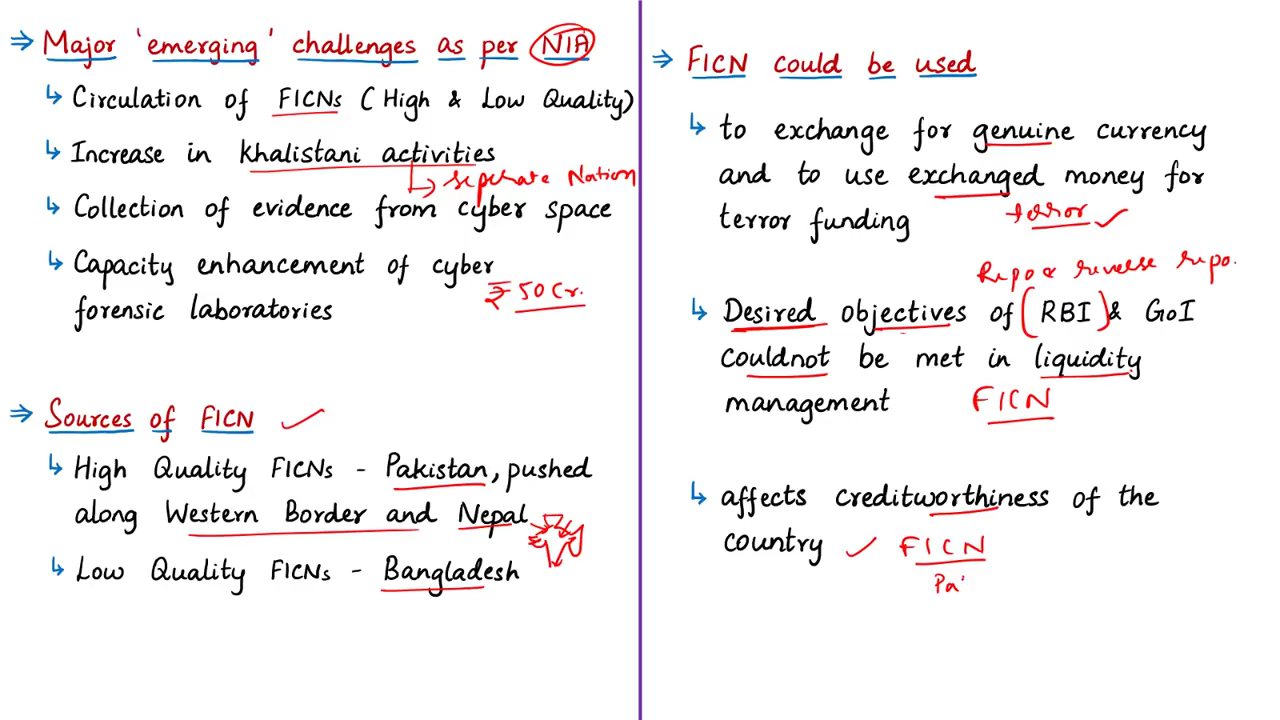 ⇒ Major 'emerging' challenges as per NIA
↳ Circulation of FICNs (High & Low Quality)
↳ Increase in khalistani activities
↳ seperate Nation
↳ Collection of evidence from cyber space
↳ Capacity enhancement of cyber
₹ 50 Cr.
forensic laboratories
⇒ Sources of FICN ✓
↳ High Quality FICNs - Pakistan, pushed
along Western Border and Nepal
↳ Low Quality FICNs - Bangladesh
⇒ FICN could be used
↳ to exchange for genuine currency
and to use exchanged money for
terror funding
terror ✓
Repo & reverse repo.
↳ Desired objectives of (RBI) & GoI
couldnot be met in liquidity
management FICN
↳ affects creditworthiness of the
country ✓ FICN
Pa